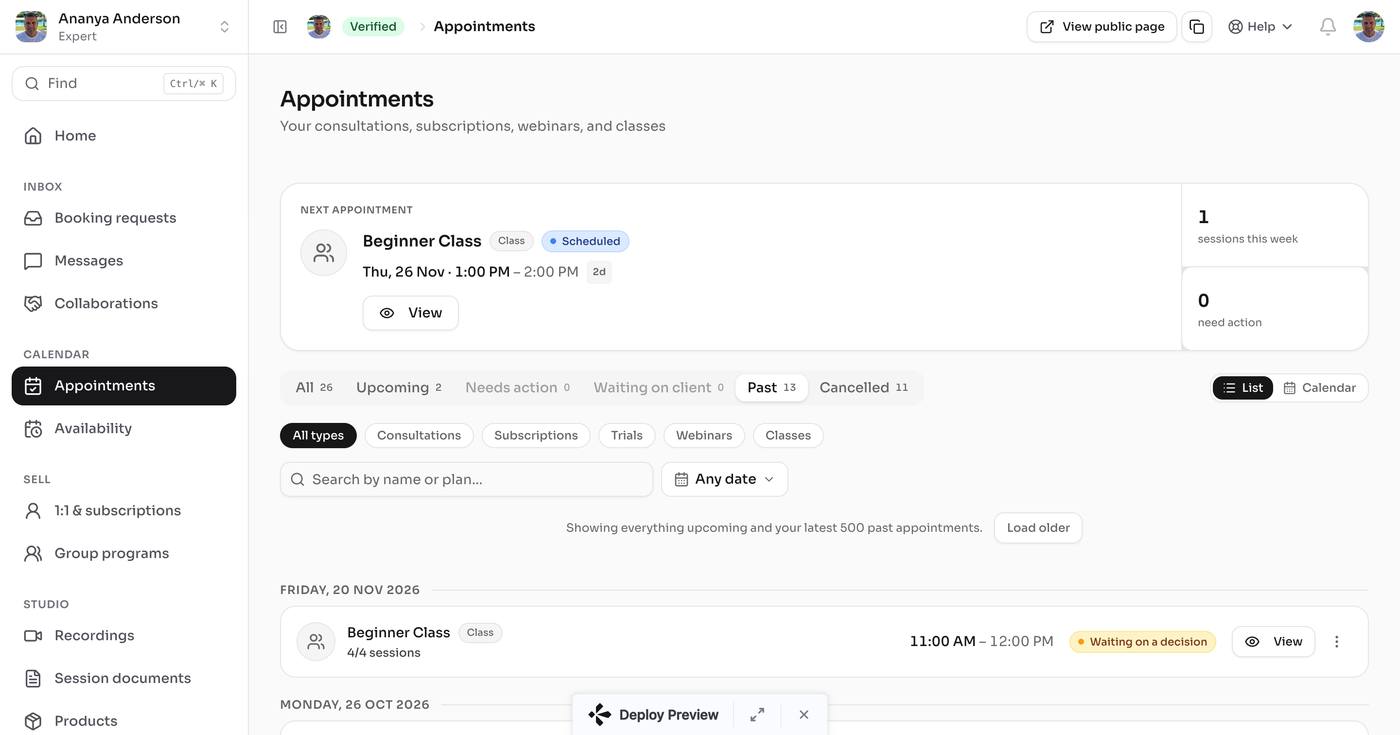 Ananya Anderson
Expert
Verified
Appointments
View public page
Help
Find
Ctrl/⌘ K
Home
INBOX
Booking requests
Messages
Collaborations
CALENDAR
Appointments
Availability
SELL
1:1 & subscriptions
Group programs
STUDIO
Recordings
Session documents
Products
Appointments
Your consultations, subscriptions, webinars, and classes
NEXT APPOINTMENT
Beginner Class Class Scheduled
Thu, 26 Nov · 1:00 PM – 2:00 PM 2d
View
1
sessions this week
0
need action
All 26 Upcoming 2 Needs action 0 Waiting on client 0 Past 13 Cancelled 11
List Calendar
All types Consultations Subscriptions Trials Webinars Classes
Search by name or plan...
Any date
Showing everything upcoming and your latest 500 past appointments. Load older
FRIDAY, 20 NOV 2026
Beginner Class Class
4/4 sessions
11:00 AM – 12:00 PM Waiting on a decision View
MONDAY, 26 OCT 2026
Deploy Preview